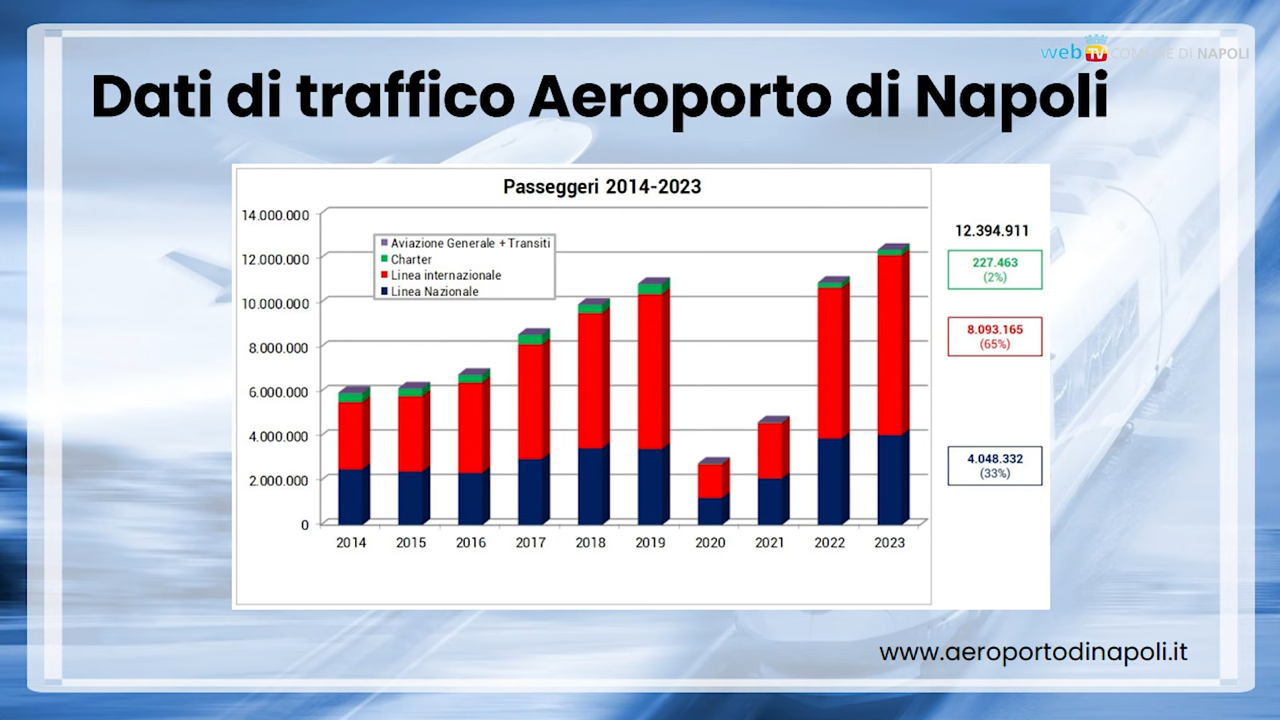 web TV COMUNE DI NAPOLI
Dati di traffico Aeroporto di Napoli
Passeggeri 2014-2023
14.000.000
12.000.000
10.000.000
8.000.000
6.000.000
4.000.000
2.000.000
0
Aviazione Generale + Transiti
Charter
Linea internazionale
Linea Nazionale
2014 2015 2016 2017 2018 2019 2020 2021 2022 2023
12.394.911
227.463
(2%)
8.093.165
(65%)
4.048.332
(33%)
www.aeroportodinapoli.it